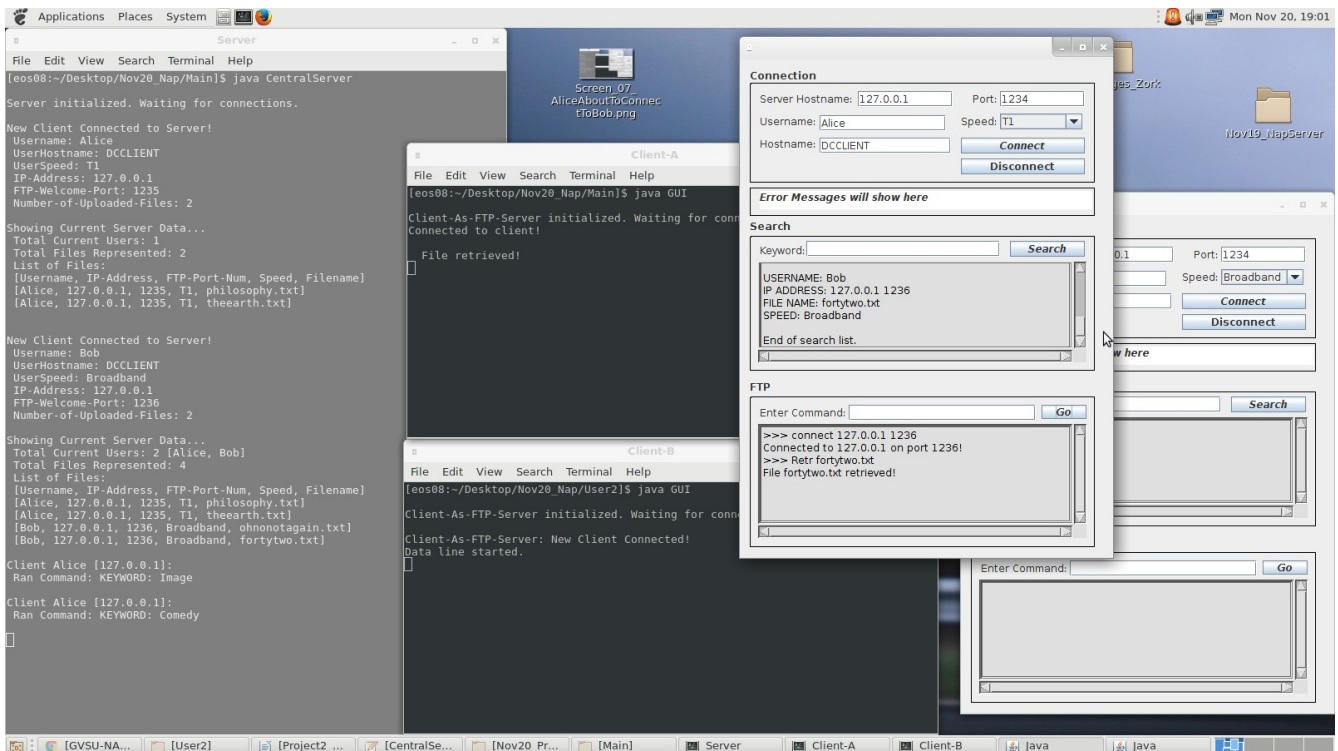 Applications Places System
Mon Nov 20, 19:01
Server
File Edit View Search Terminal Help
[eos08:~/Desktop/Nov20_Nap/Main]$ java CentralServer
Server initialized. Waiting for connections.
New Client Connected to Server!
Username: Alice
UserHostname: DCCLIENT
UserSpeed: T1
IP-Address: 127.0.0.1
FTP-Welcome-Port: 1235
Number-of-Uploaded-Files: 2
Showing Current Server Data...
Total Current Users: 1
Total Files Represented: 2
List of Files:
[Username, IP-Address, FTP-Port-Num, Speed, Filename]
[Alice, 127.0.0.1, 1235, T1, philosophy.txt]
[Alice, 127.0.0.1, 1235, T1, theearth.txt]
New Client Connected to Server!
Username: Bob
UserHostname: DCCLIENT
UserSpeed: Broadband
IP-Address: 127.0.0.1
FTP-Welcome-Port: 1236
Number-of-Uploaded-Files: 2
Showing Current Server Data...
Total Current Users: 2 [Alice, Bob]
Total Files Represented: 4
List of Files:
[Username, IP-Address, FTP-Port-Num, Speed, Filename]
[Alice, 127.0.0.1, 1235, T1, philosophy.txt]
[Alice, 127.0.0.1, 1235, T1, theearth.txt]
[Bob, 127.0.0.1, 1236, Broadband, ohnonotagain.txt]
[Bob, 127.0.0.1, 1236, Broadband, fortytwo.txt]
Client Alice [127.0.0.1]:
Ran Command: KEYWORD: Image
Client Alice [127.0.0.1]:
Ran Command: KEYWORD: Comedy
Screen_07_
AliceAboutToConnec
tToBob.png
Client-A
File Edit View Search Terminal Help
[eos08:~/Desktop/Nov20_Nap/Main]$ java GUI
Client-As-FTP-Server initialized. Waiting for conn
Connected to client!
File retrieved!
Client-B
File Edit View Search Terminal Help
[eos08:~/Desktop/Nov20_Nap/User2]$ java GUI
Client-As-FTP-Server initialized. Waiting for conn
Client-As-FTP-Server: New Client Connected!
Data line started.
Connection
Server Hostname: 127.0.0.1 Port: 1234
Username: Alice Speed: T1
Hostname: DCCLIENT Connect
Disconnect
Error Messages will show here
Search
Keyword: Search
USERNAME: Bob
IP ADDRESS: 127.0.0.1 1236
FILE NAME: fortytwo.txt
SPEED: Broadband
End of search list.
FTP
Enter Command: Go
>>> connect 127.0.0.1 1236
Connected to 127.0.0.1 on port 1236!
>>> Retr fortytwo.txt
File fortytwo.txt retrieved!
ges_Zork
Nov19_NapServer
0.1 Port: 1234
Speed: Broadband
Connect
Disconnect
w here
Search
Enter Command: Go
[GVSU-NA... [User2] [Project2 ... [CentralSe... [Nov20_Pr... [Main] Server Client-A Client-B Java Java